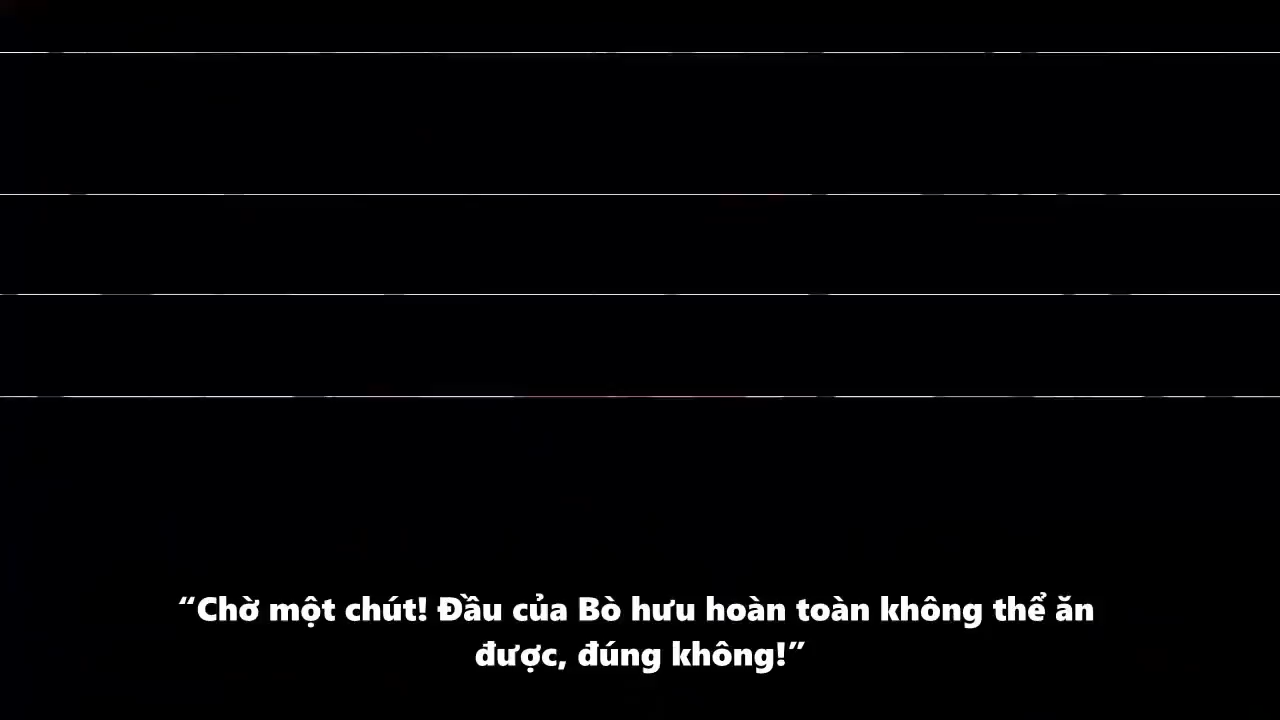 “Chờ một chút! Đầu của Bò hưu hoàn toàn không thể ăn
được, đúng không!”